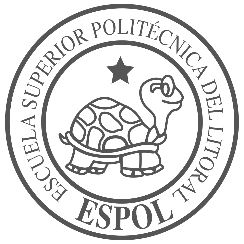 ESCUELA SUPERIOR POLITÉCNICA DEL LITORAL
ESPOL